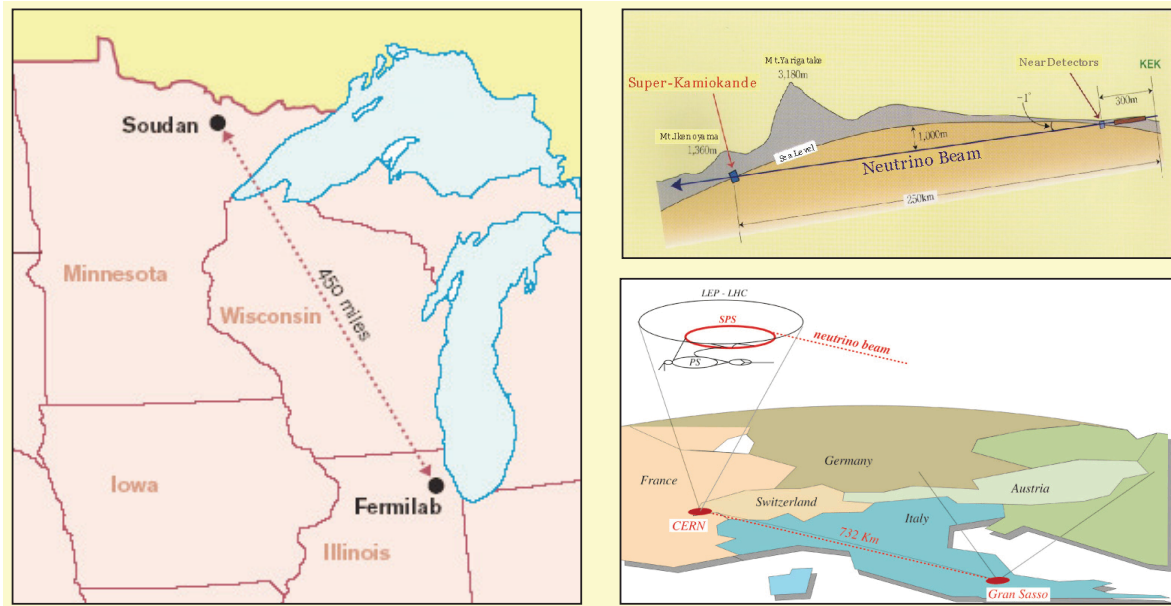 Soudan
Minnesota
450 miles
Wisconsin
Iowa
Fermilab
Illinois
Mt.Yarigatake
3,180m
KEK
Near Detectors
Super-Kamiokande
300m
~1°
Mt.Ikenoyama
1,360m
Sea Level
1,000m
Neutrino Beam
250km
LEP - LHC
SPS
neutrino beam
PS
Germany
France
Austria
Switzerland
Italy
CERN
732 Km
Gran Sasso